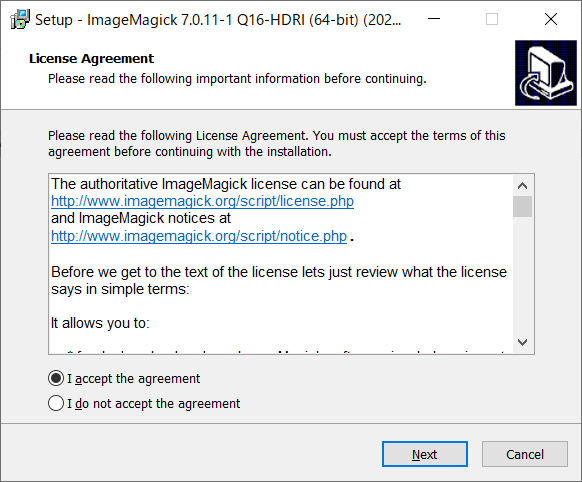 Setup - ImageMagick 7.0.11-1 Q16-HDRI (64-bit) (202...
License Agreement
Please read the following important information before continuing.
Please read the following License Agreement. You must accept the terms of this
agreement before continuing with the installation.
The authoritative ImageMagick license can be found at
http://www.imagemagick.org/script/license.php
and ImageMagick notices at
http://www.imagemagick.org/script/notice.php .
Before we get to the text of the license lets just review what the license
says in simple terms:
It allows you to:
I accept the agreement
I do not accept the agreement
Next
Cancel